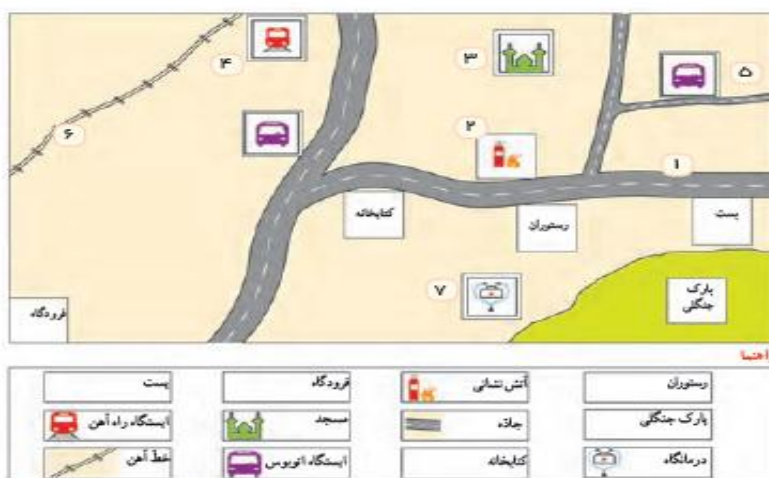 ۴
۳
۵
۶
۲
۱
کتابخانه
رستوران
پست
۷
پارک
جنگلی
فرودگاه
راهنما
رستوران
آتش نشانی
فرودگاه
پست
پارک جنگلی
جاده
مسجد
ایستگاه راه آهن
درمانگاه
کتابخانه
ایستگاه اتوبوس
خط آهن